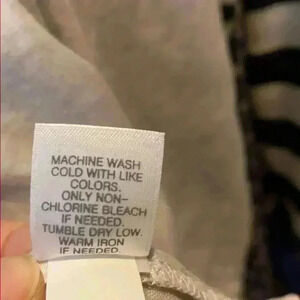 MACHINE WASH
COLD WITH LIKE
COLORS.
ONLY NON-
CHLORINE BLEACH
IF NEEDED.
TUMBLE DRY LOW.
WARM IRON
IF NEEDED.